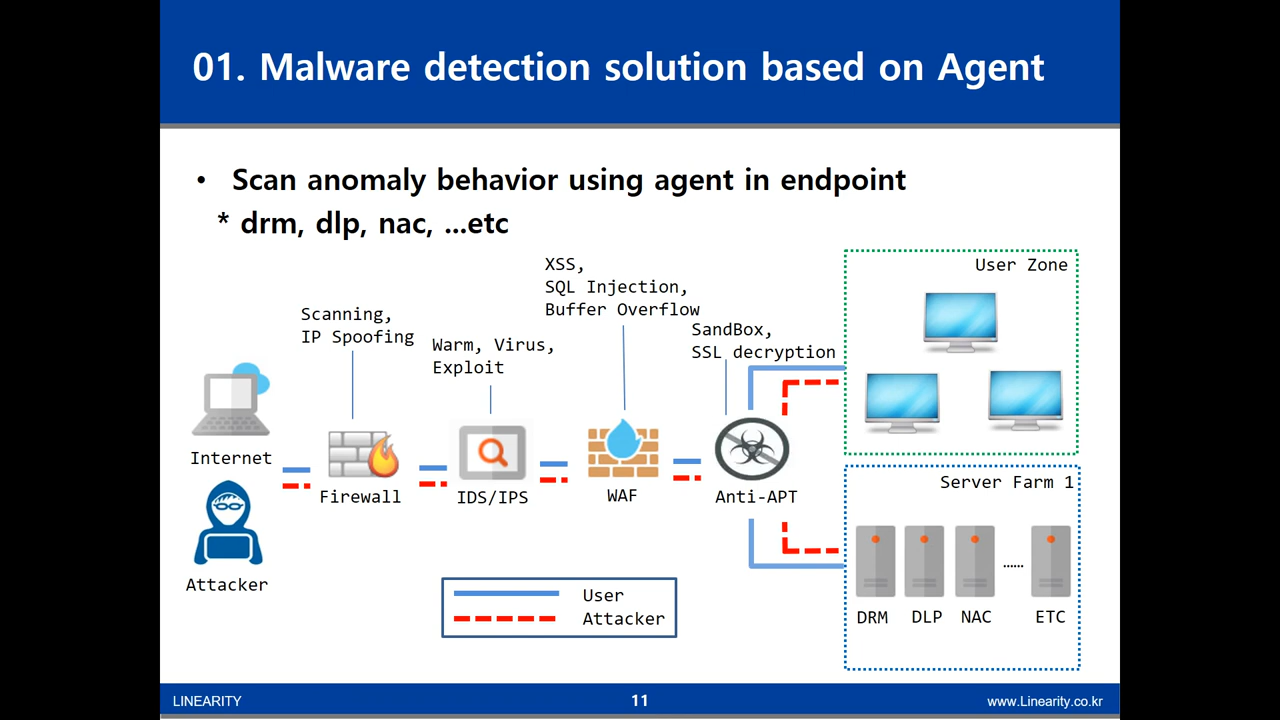 01. Malware detection solution based on Agent
• Scan anomaly behavior using agent in endpoint
* drm, dlp, nac, ...etc
XSS,
SQL Injection,
Buffer Overflow
User Zone
Scanning,
IP Spoofing
SandBox,
SSL decryption
Warm, Virus,
Exploit
Internet
Firewall
IDS/IPS
WAF
Anti-APT
Server Farm 1
Attacker
User
Attacker
DRM
DLP
NAC
......
ETC
LINEARITY
11
www.Linearity.co.kr